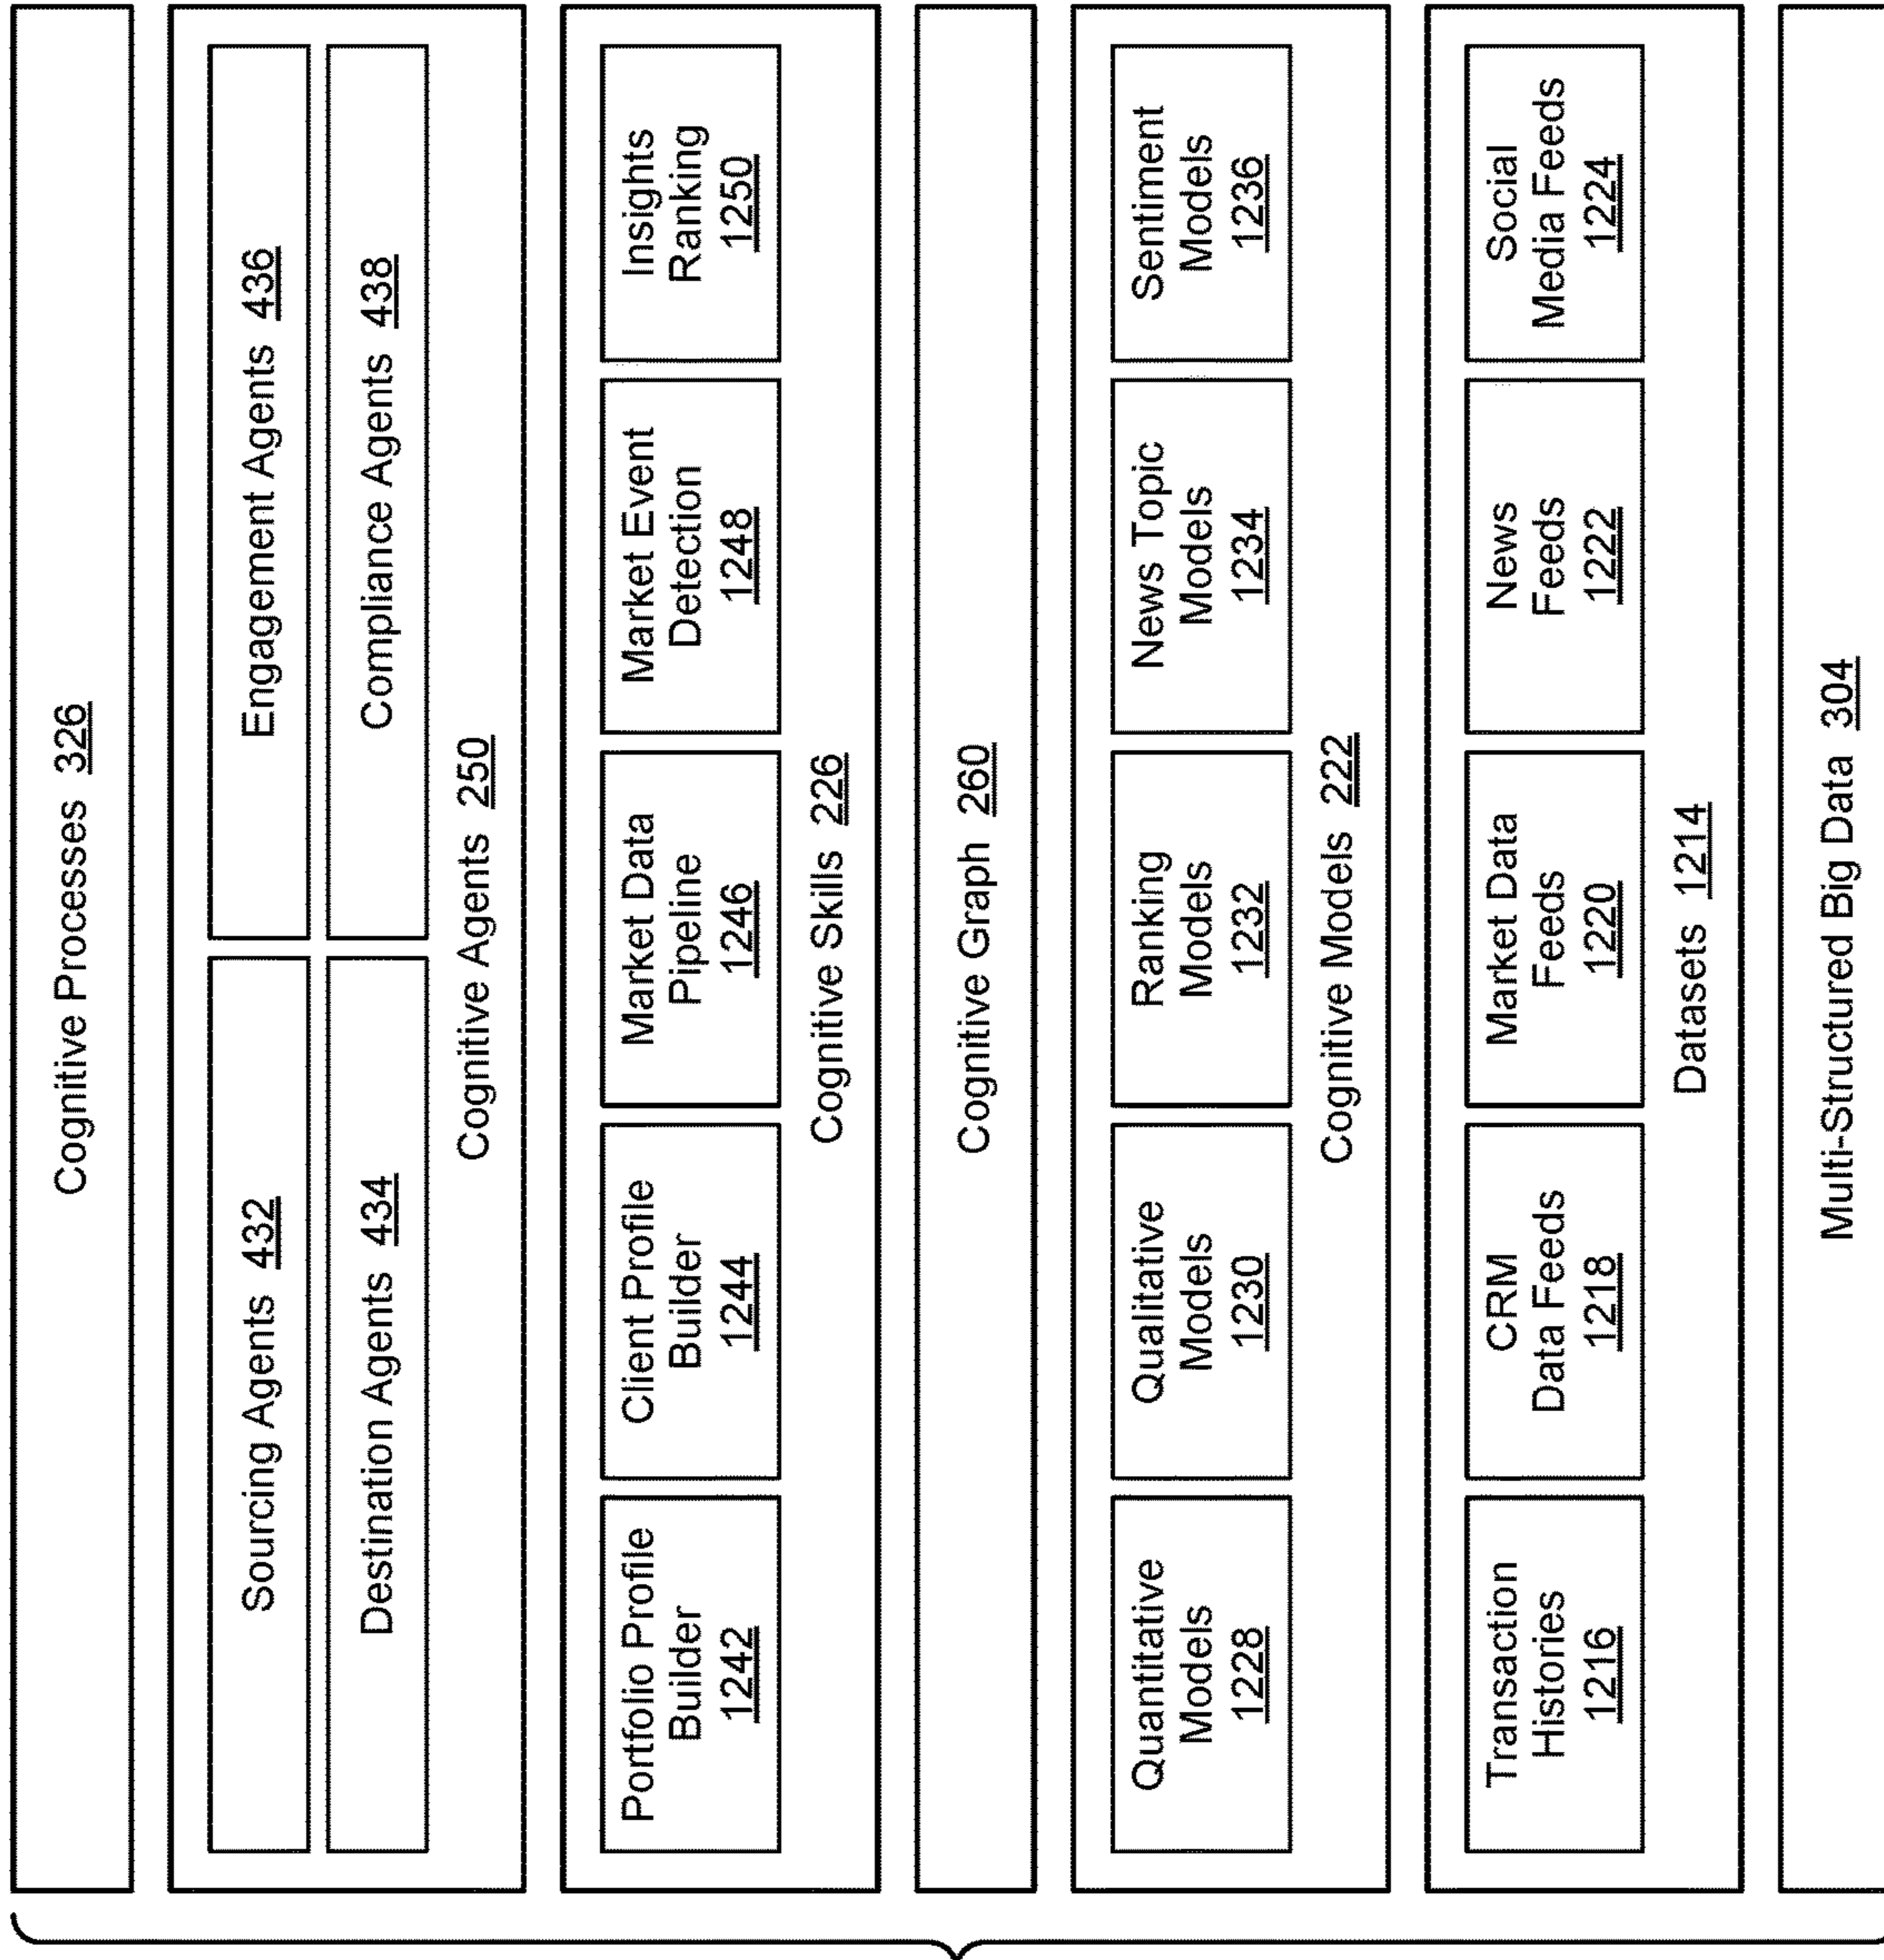 Cognitive Processes 326
Sourcing Agents 432
Engagement Agents 436
Destination Agents 434
Compliance Agents 438
Cognitive Agents 250
Portfolio Profile
Builder
1242
Client Profile
Builder
1244
Market Data
Pipeline
1246
Market Event
Detection
1248
Insights
Ranking
1250
Cognitive Skills 226
Cognitive Graph 260
Quantitative
Models
1228
Qualitative
Models
1230
Ranking
Models
1232
News Topic
Models
1234
Sentiment
Models
1236
Cognitive Models 222
Transaction
Histories
1216
CRM
Data Feeds
1218
Market Data
Feeds
1220
News
Feeds
1222
Social
Media Feeds
1224
Datasets 1214
Multi-Structured Big Data 304